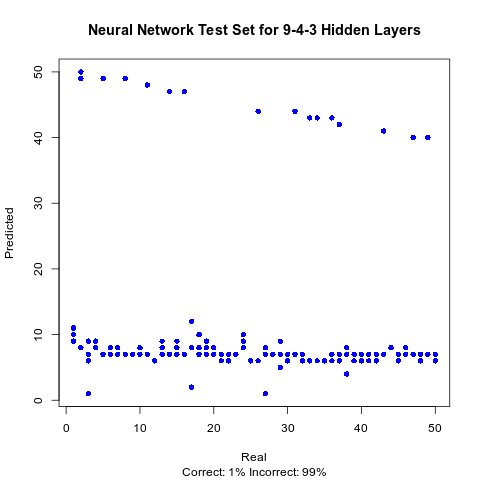 Neural Network Test Set for 9-4-3 Hidden Layers
Predicted
50
40
30
20
10
0
0 10 20 30 40 50
Real
Correct: 1% Incorrect: 99%